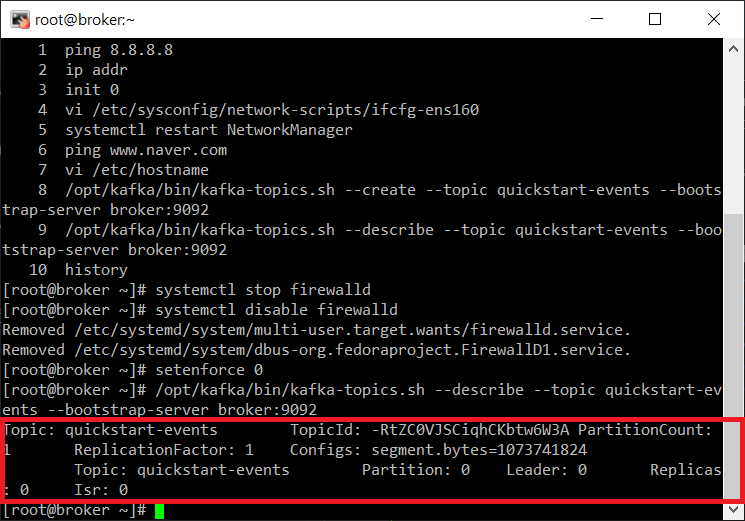 root@broker:~
1 ping 8.8.8.8
2 ip addr
3 init 0
4 vi /etc/sysconfig/network-scripts/ifcfg-ens160
5 systemctl restart NetworkManager
6 ping www.naver.com
7 vi /etc/hostname
8 /opt/kafka/bin/kafka-topics.sh --create --topic quickstart-events --boots
trap-server broker:9092
9 /opt/kafka/bin/kafka-topics.sh --describe --topic quickstart-events --boo
tstrap-server broker:9092
10 history
[root@broker ~]# systemctl stop firewalld
[root@broker ~]# systemctl disable firewalld
Removed /etc/systemd/system/multi-user.target.wants/firewalld.service.
Removed /etc/systemd/system/dbus-org.fedoraproject.FirewallD1.service.
[root@broker ~]# setenforce 0
[root@broker ~]# /opt/kafka/bin/kafka-topics.sh --describe --topic quickstart-ev
ents --bootstrap-server broker:9092
Topic: quickstart-events TopicId: -RtZC0VJSCiqhCKbtw6W3A PartitionCount:
1 ReplicationFactor: 1 Configs: segment.bytes=1073741824
Topic: quickstart-events Partition: 0 Leader: 0 Replicas
: 0 Isr: 0
[root@broker ~]#